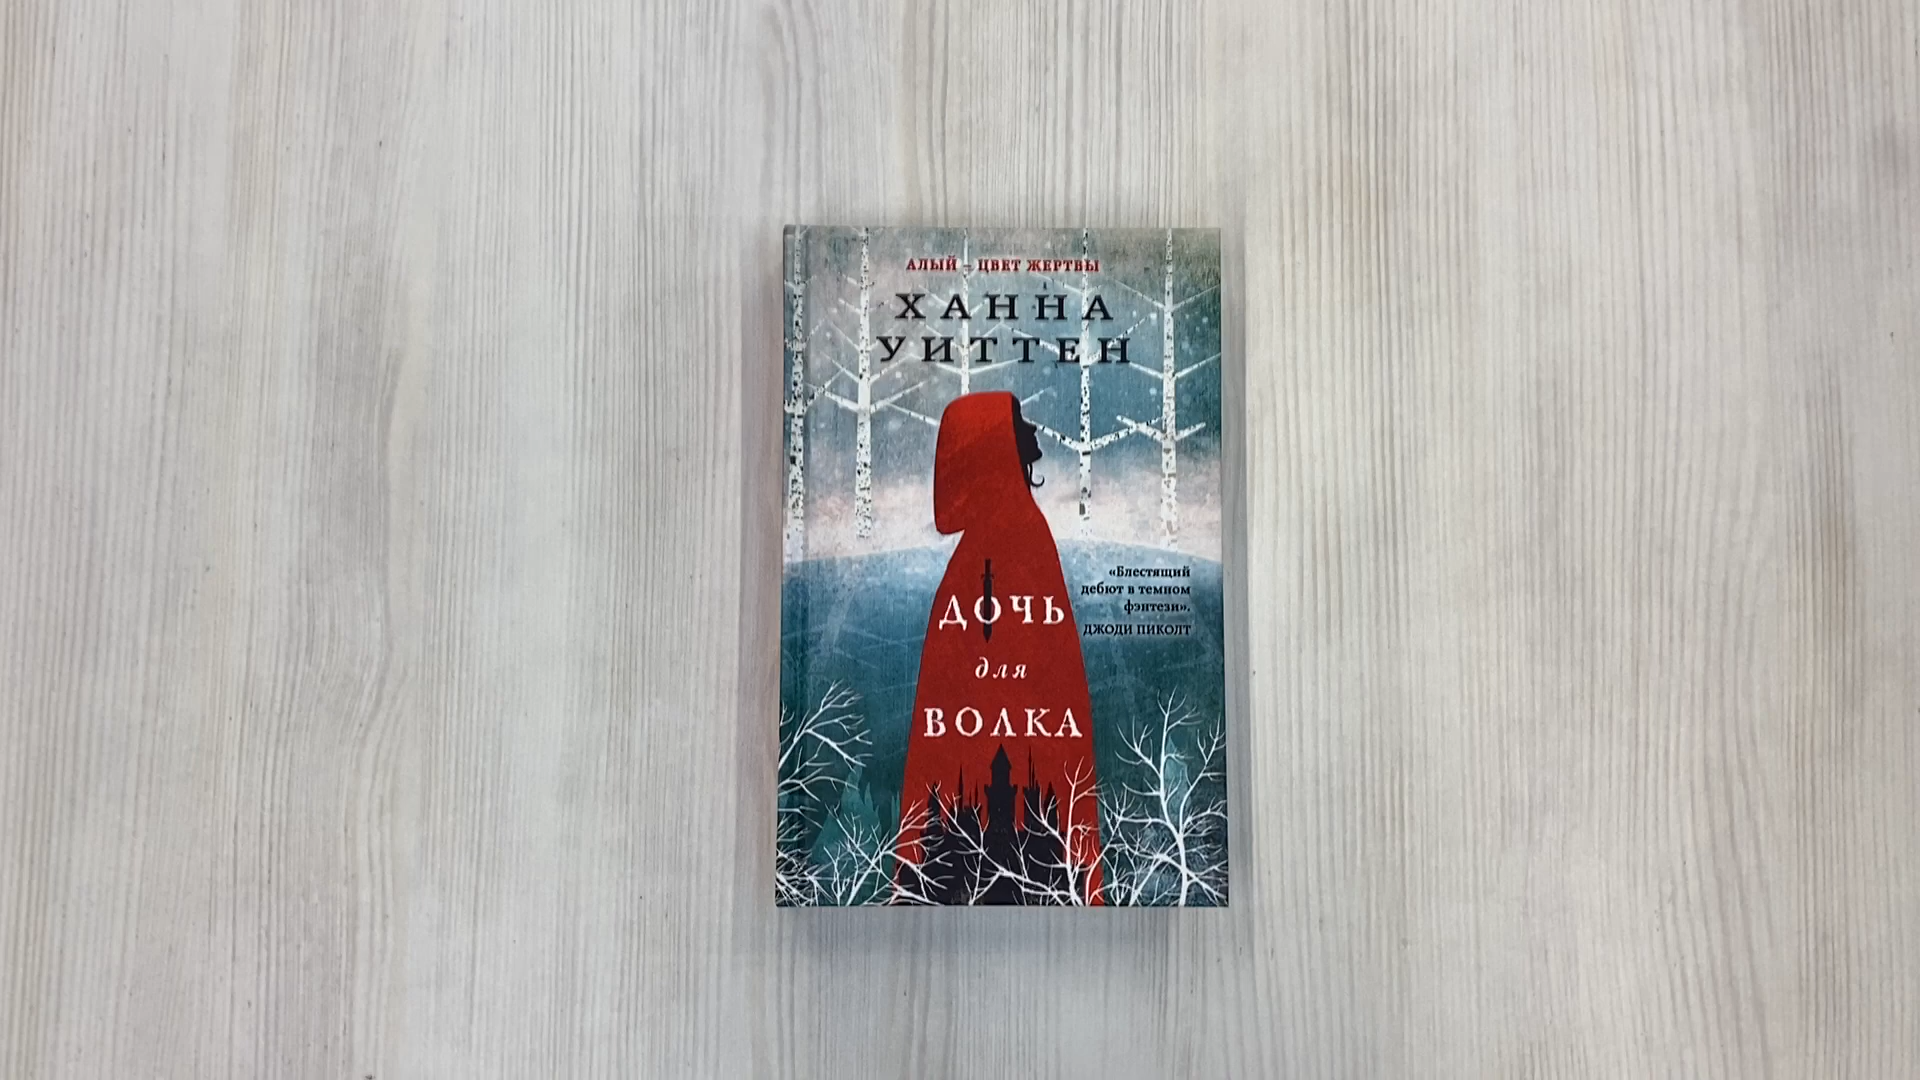 АЛЫЙ – ЦВЕТ ЖЕРТВЫ
ХАННА
УИТТЕН
«Блестящий
дебют в темном
фэнтези».
ДЖОДИ ПИКОЛТ
ДОЧЬ
для
ВОЛКА